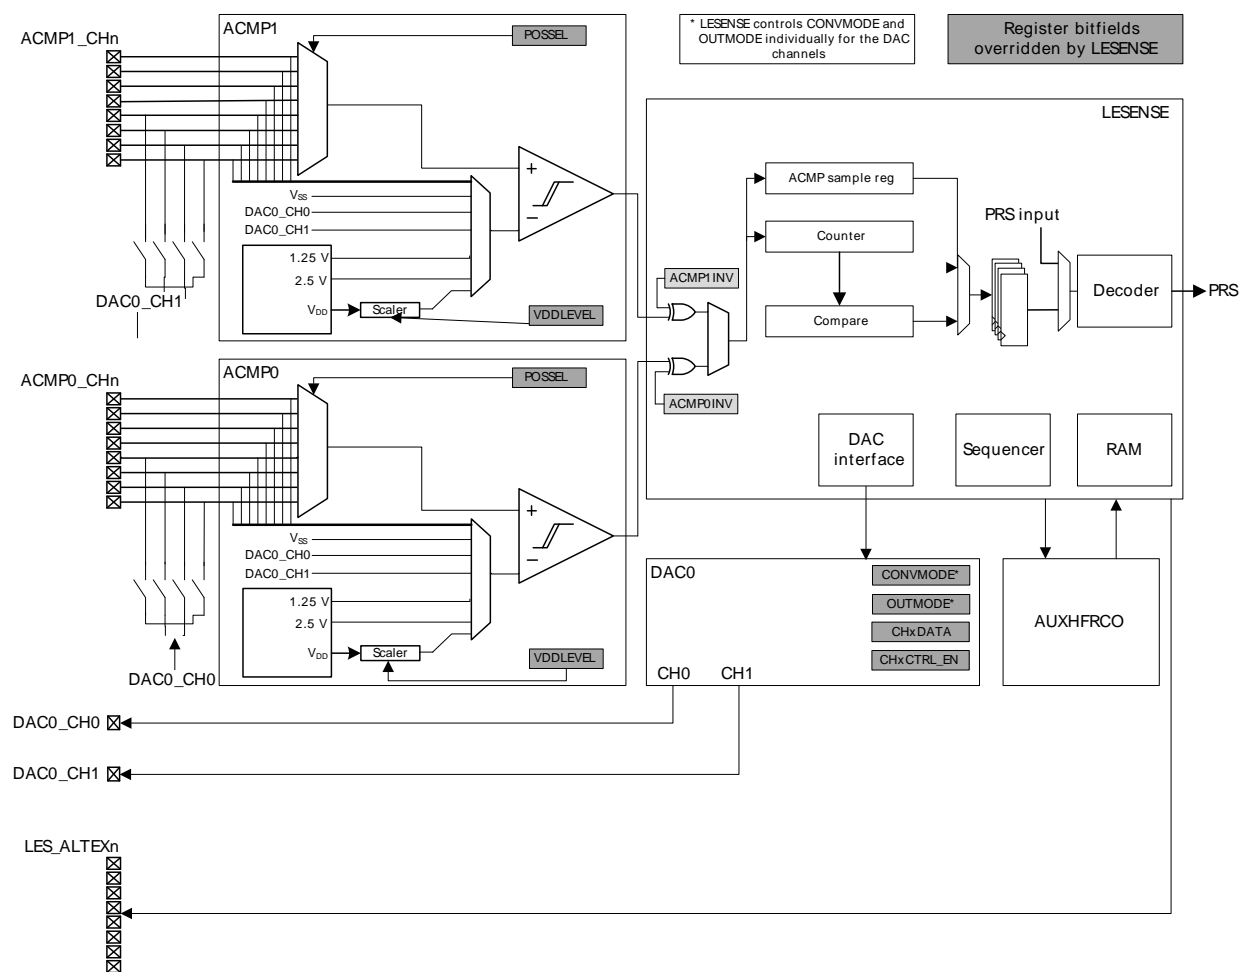 ACMP1_CHn
ACMP1
POSSEL
* LESENSE controls CONVMODE and
OUTMODE individually for the DAC
channels
Register bitfields
overridden by LESENSE
+
−
VSS
DAC0_CH0
DAC0_CH1
1.25 V
2.5 V
VDD
Scaler
VDDLEVEL
DAC0_CH1
LESENSE
ACMP sample reg
Counter
Compare
PRS input
Decoder
PRS
ACMP1INV
ACMP0INV
DAC
interface
Sequencer
RAM
ACMP0_CHn
ACMP0
POSSEL
+
−
VSS
DAC0_CH0
DAC0_CH1
1.25 V
2.5 V
VDD
Scaler
VDDLEVEL
DAC0_CH0
DAC0
CONVMODE*
OUTMODE*
CHxDATA
CHxCTRL_EN
CH0
CH1
AUXHFRCO
DAC0_CH0
DAC0_CH1
LES_ALTEXn